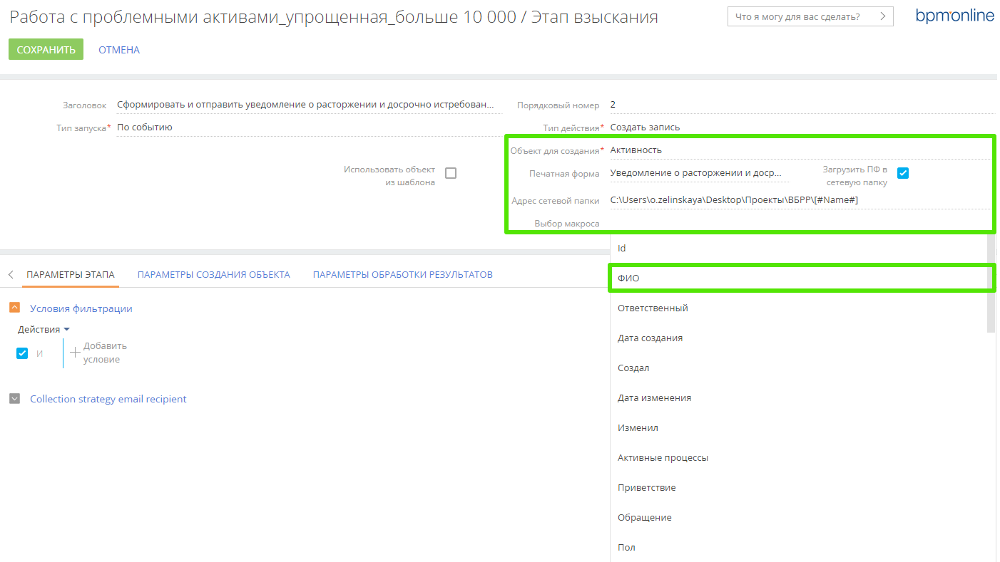 Работа с проблемными активами_упрощенная_больше 10 000 / Этап взыскания
Что я могу для вас сделать?
bpmonline
СОХРАНИТЬ
ОТМЕНА
Заголовок Сформировать и отправить уведомление о расторжении и досрочно истребован...
Порядковый номер 2
Тип запуска* По событию
Тип действия* Создать запись
Объект для создания* Активность
Использовать объект
из шаблона
Печатная форма Уведомление о расторжении и доср...
Загрузить ПФ в
сетевую папку
Адрес сетевой папки C:\Users\o.zelinskaya\Desktop\Проекты\ВБРР\[#Name#]
Выбор макроса
Id
ФИО
Ответственный
Дата создания
Создал
Дата изменения
Изменил
Активные процессы
Приветствие
Обращение
Пол
ПАРАМЕТРЫ ЭТАПА
ПАРАМЕТРЫ СОЗДАНИЯ ОБЪЕКТА
ПАРАМЕТРЫ ОБРАБОТКИ РЕЗУЛЬТАТОВ
Условия фильтрации
Действия
И
Добавить
условие
Collection strategy email recipient